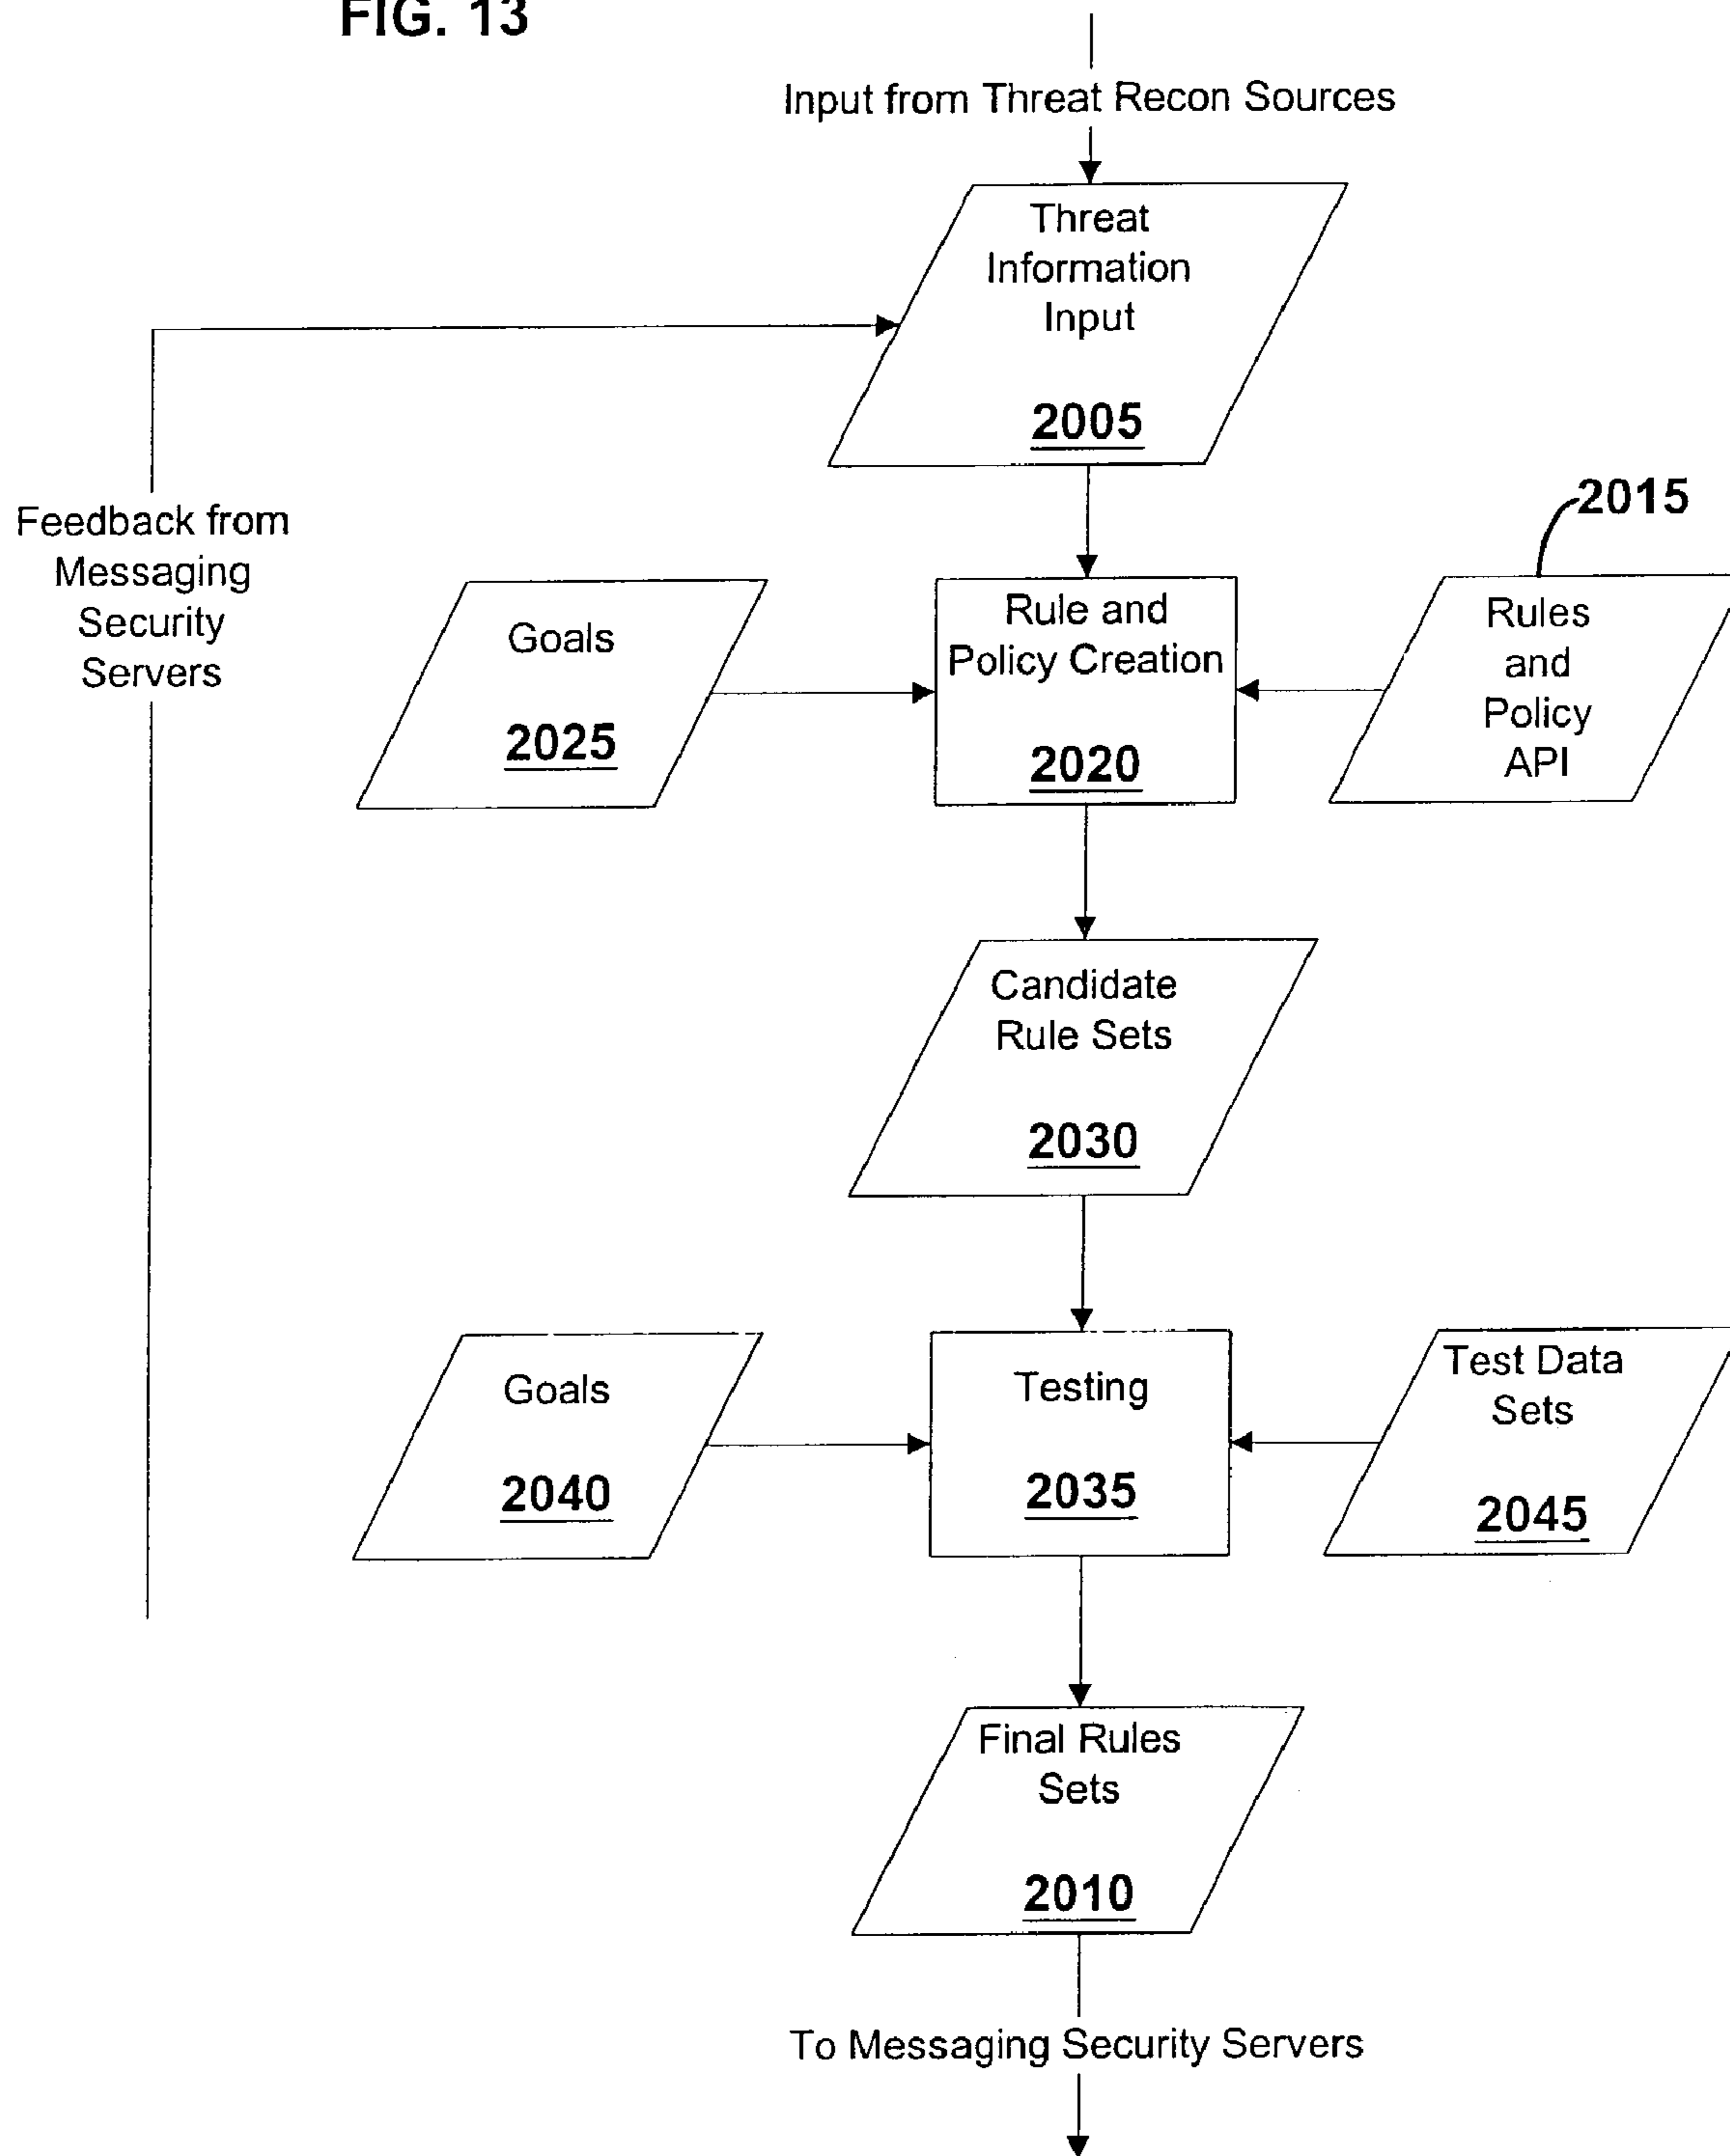 FIG. 13
Input from Threat Recon Sources
Threat
Information
Input
2005
Feedback from
Messaging
Security
Servers
2015
Goals
2025
Rule and
Policy Creation
2020
Rules
and
Policy
API
Candidate
Rule Sets
2030
Goals
2040
Testing
2035
Test Data
Sets
2045
Final Rules
Sets
2010
To Messaging Security Servers